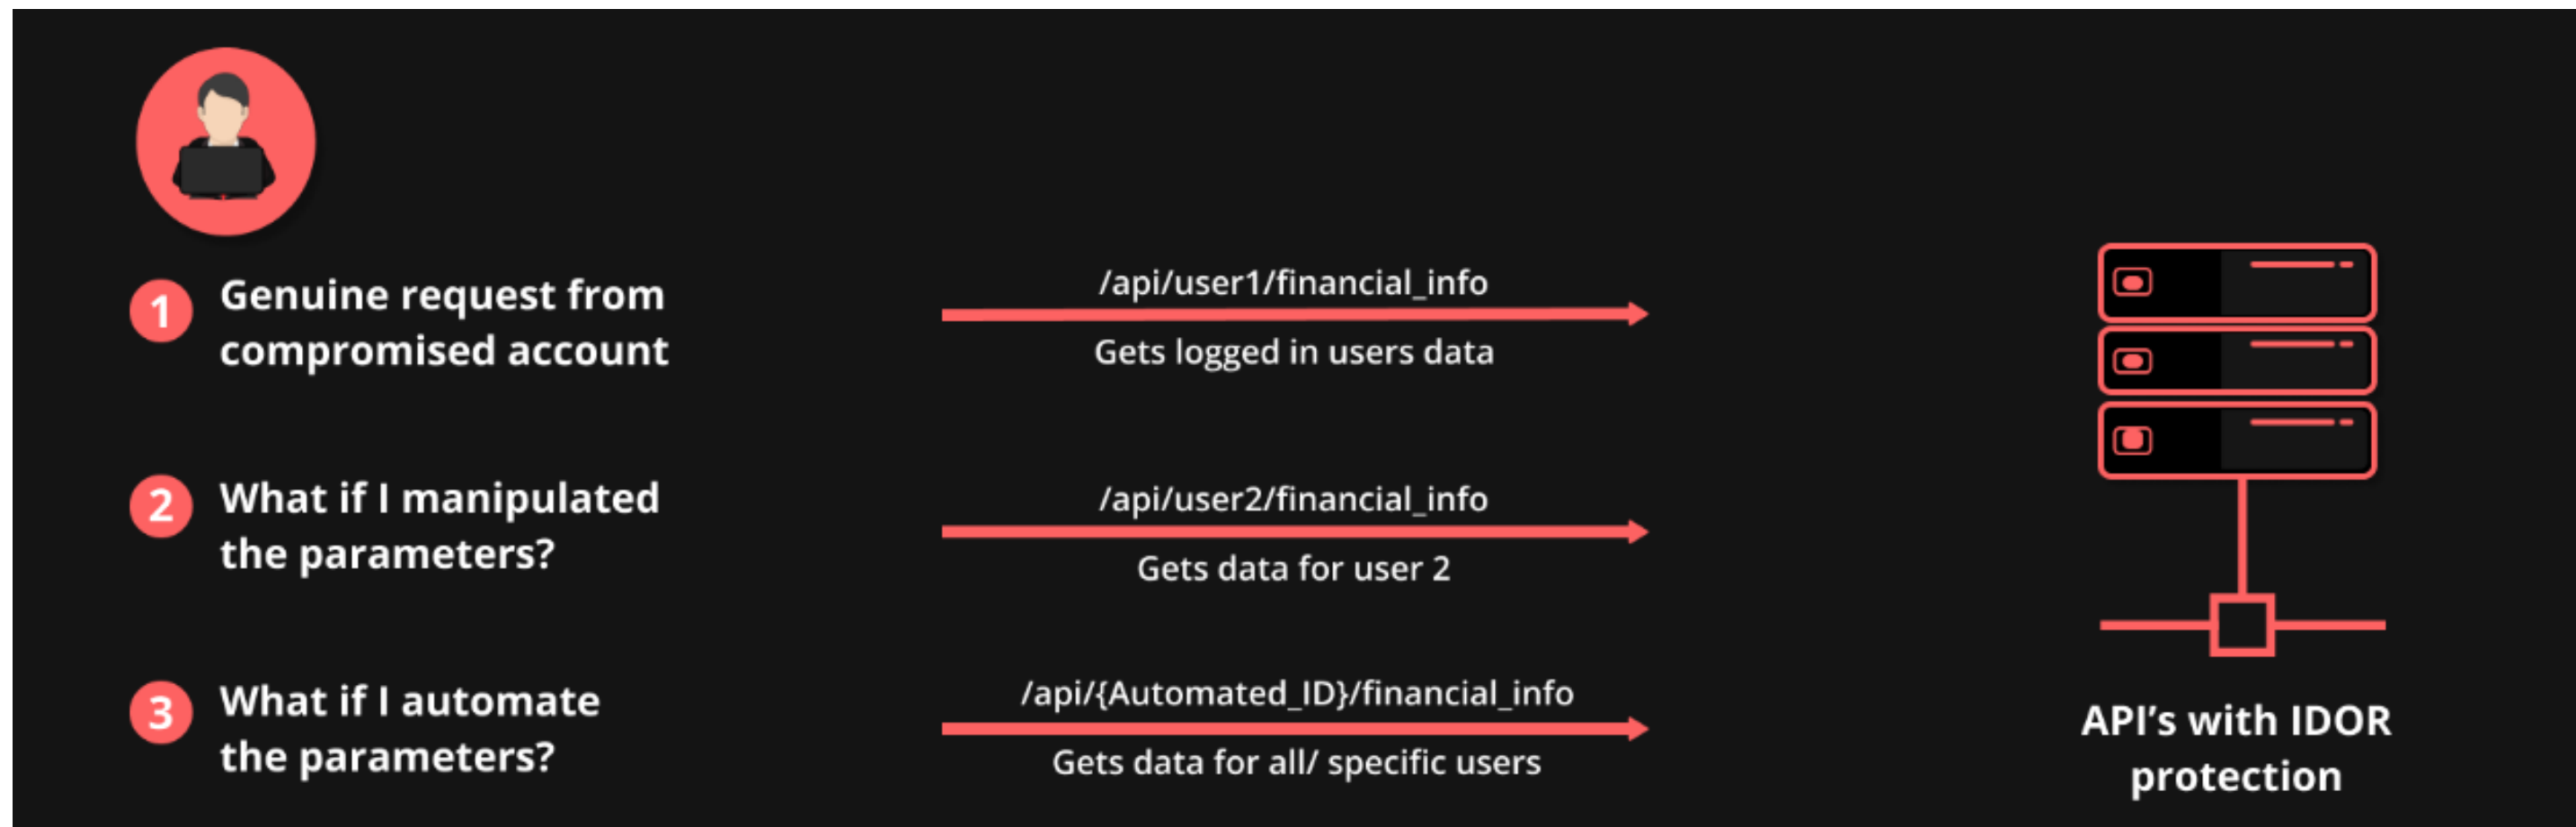 1
Genuine request from
compromised account
/api/user1/financial_info
Gets logged in users data
2
What if I manipulated
the parameters?
/api/user2/financial_info
Gets data for user 2
3
What if I automate
the parameters?
/api/{Automated_ID}/financial_info
Gets data for all/ specific users
API’s with IDOR
protection